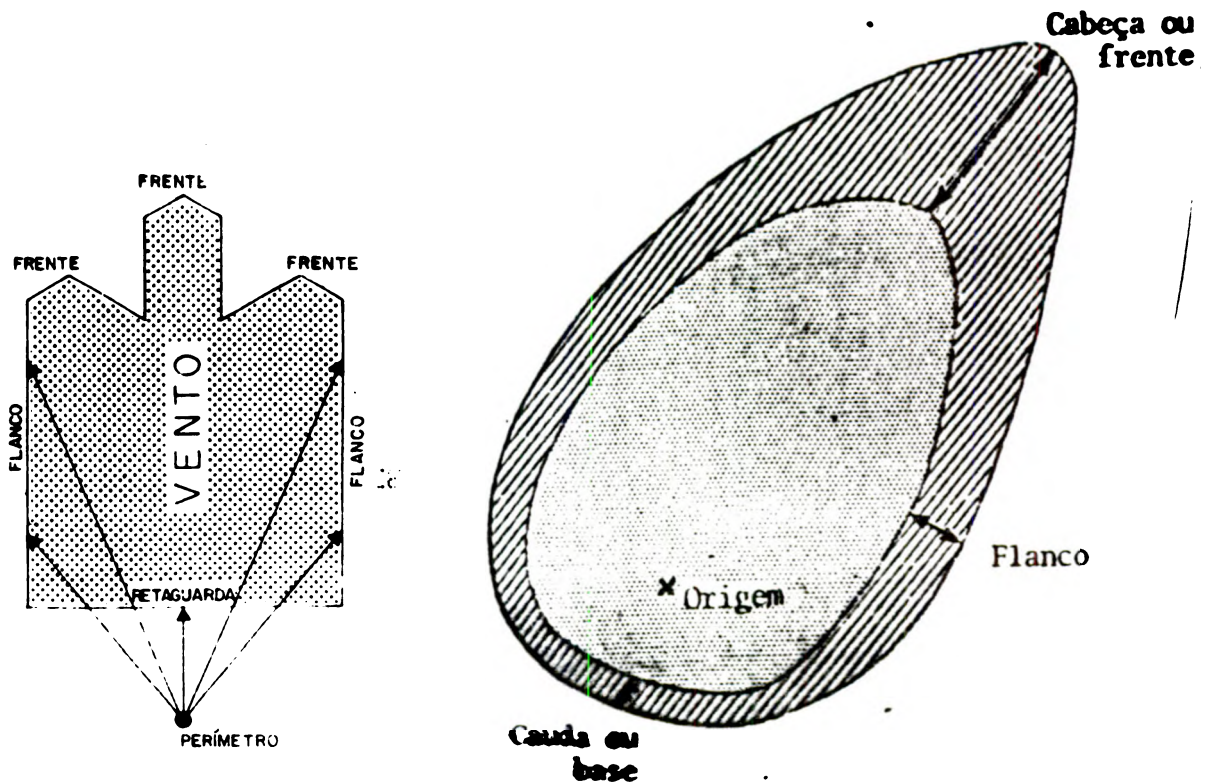 FRENTE
FRENTE
FRENTE
FLANCO
VENTO
FLANCO
RETAGUARDA
PERÍMETRO
Cabeça ou
frente
Flanco
Origem
Cauda ou
base